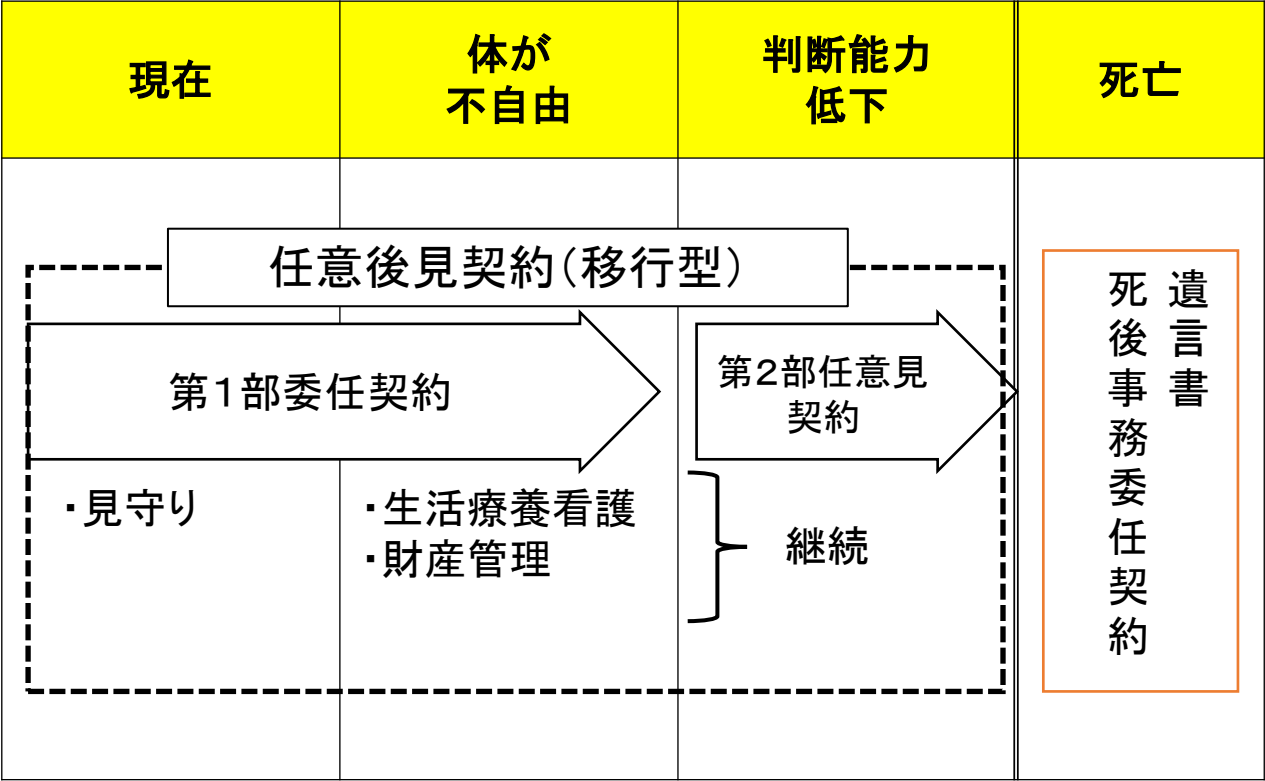 現在
体が
不自由
判断能力
低下
死亡
任意後見契約(移行型)
第1部委任契約
第2部任意見
契約
・見守り
・生活療養看護
・財産管理
継続
遺言書
死後事務委任契約